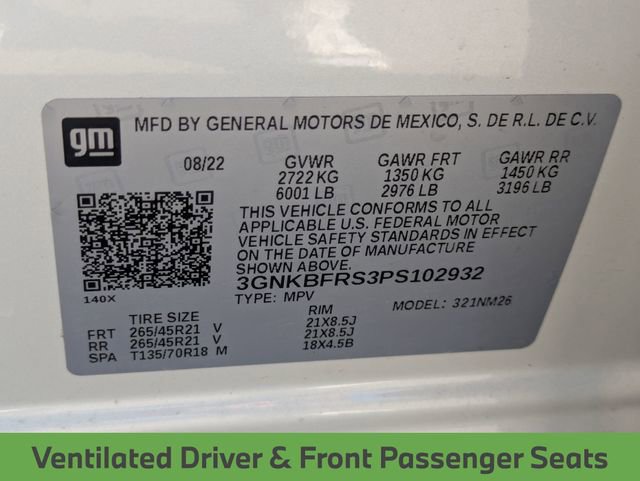 gm
MFD BY GENERAL MOTORS DE MEXICO, S. DE R.L. DE C.V.
08/22 GVWR GAWR FRT GAWR RR
2722 KG 1350 KG 1450 KG
6001 LB 2976 LB 3196 LB
THIS VEHICLE CONFORMS TO ALL
APPLICABLE U.S. FEDERAL MOTOR
VEHICLE SAFETY STANDARDS IN EFFECT
ON THE DATE OF MANUFACTURE
SHOWN ABOVE.
3GNKBFRS3PS102932
140X TYPE: MPV MODEL: 321NM26
TIRE SIZE RIM
FRT 265/45R21 V 21X8.5J
RR 265/45R21 V 21X8.5J
SPA T135/70R18 M 18X4.5B
Ventilated Driver & Front Passenger Seats